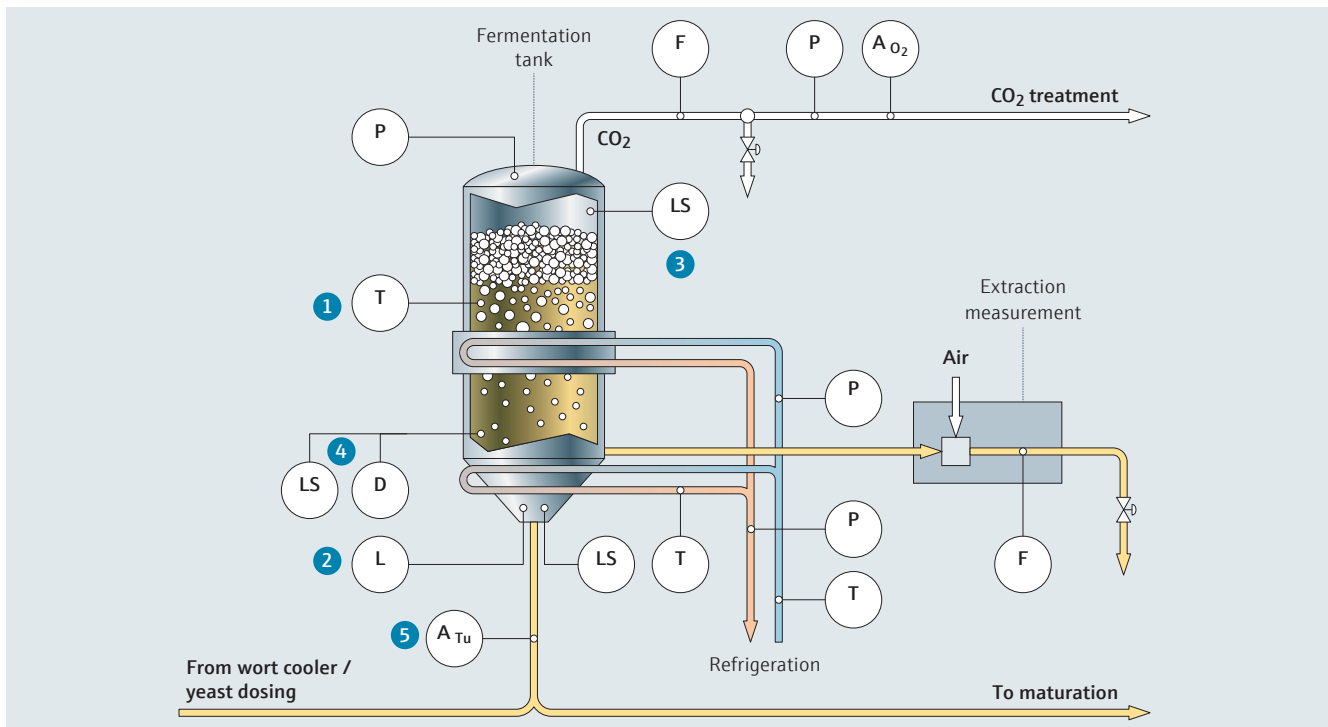 Fermentation
tank
F
P
A O2
CO2 treatment
CO2
P
LS
3
1
T
Extraction
measurement
Air
P
4
LS
D
P
2
L
LS
T
F
T
5
A Tu
Refrigeration
From wort cooler /
yeast dosing
To maturation